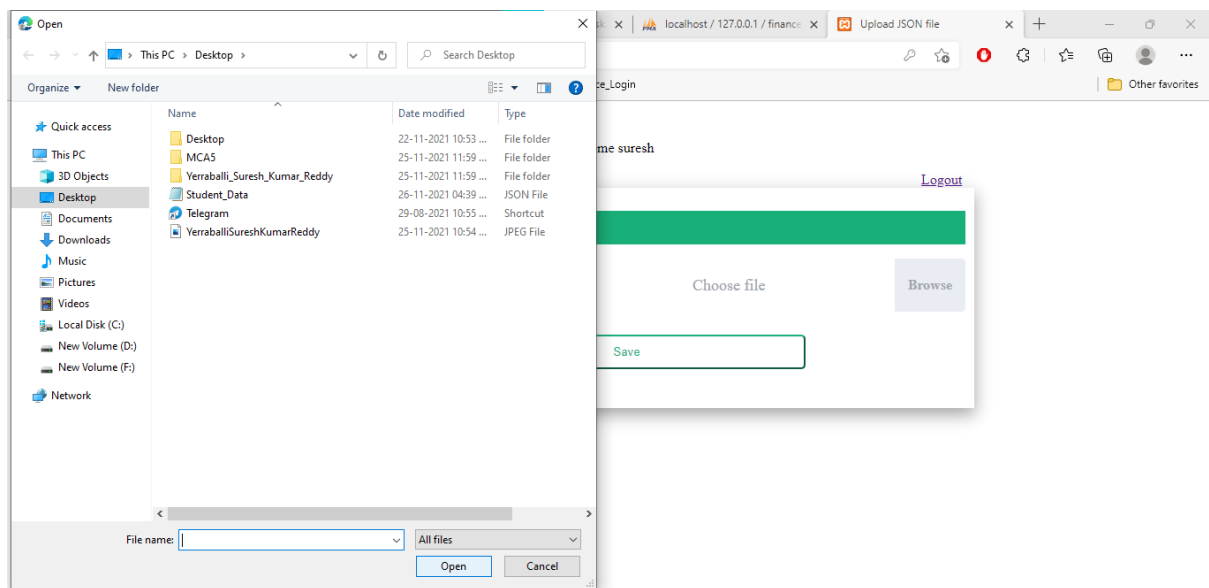 Open
sk
localhost / 127.0.0.1 / finance
Upload JSON file
This PC > Desktop >
Search Desktop
Organize
New folder
ce_Login
Other favorites
Name
Date modified
Type
Quick access
This PC
3D Objects
Desktop
Documents
Downloads
Music
Pictures
Videos
Local Disk (C:)
New Volume (D:)
New Volume (F:)
Network
Desktop 22-11-2021 10:53 ... File folder
MCA5 25-11-2021 11:59 ... File folder
Yerraballi_Suresh_Kumar_Reddy 25-11-2021 11:59 ... File folder
Student_Data 26-11-2021 04:39 ... JSON File
Telegram 29-08-2021 10:55 ... Shortcut
YerraballiSureshKumarReddy 25-11-2021 10:54 ... JPEG File
me suresh
Logout
Choose file
Browse
Save
File name:
All files
Open
Cancel